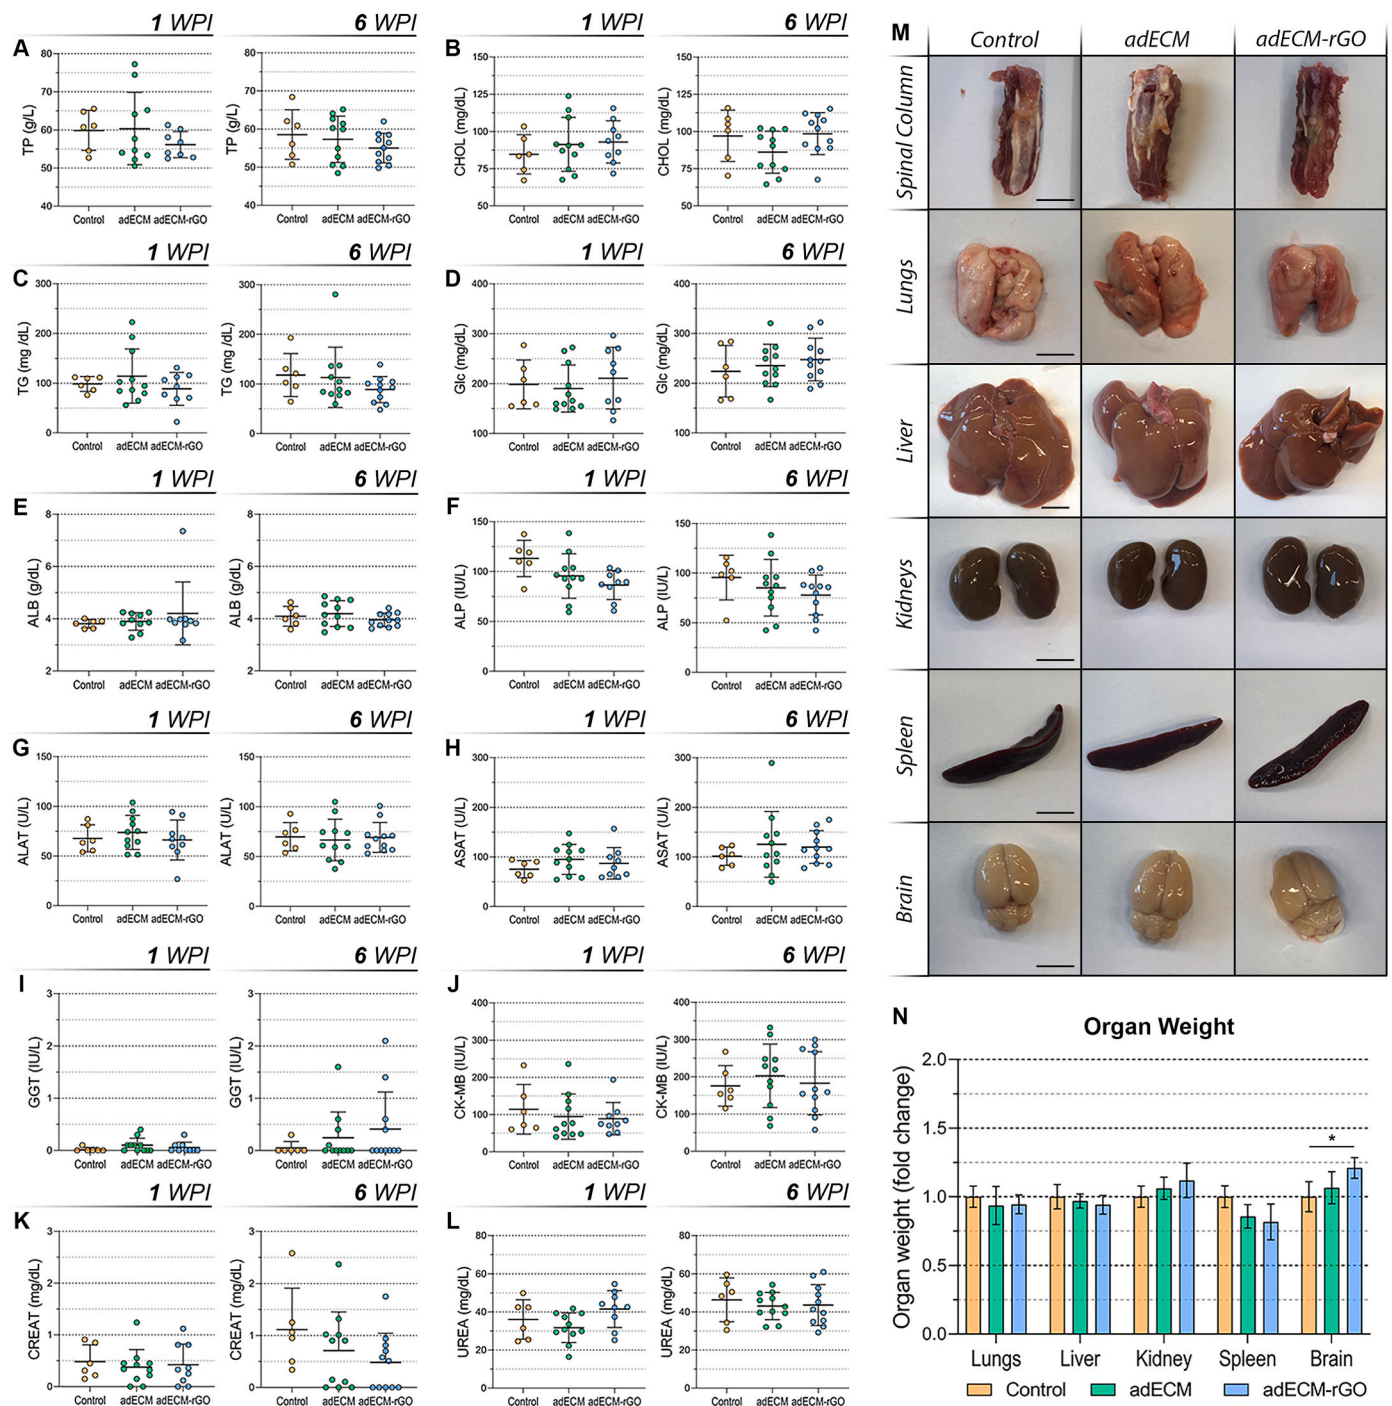 1 WPI 6 WPI 1 WPI 6 WPI
A B
TP (g/L) 80 70 60 50 40 Control adECM adECM-rGO
TP (g/L) 80 70 60 50 40 Control adECM adECM-rGO
CHOL (mg/dL) 150 125 100 75 50 Control adECM adECM-rGO
CHOL (mg/dL) 150 125 100 75 50 Control adECM adECM-rGO
1 WPI 6 WPI 1 WPI 6 WPI
C D
TG (mg /dL) 300 200 100 0 Control adECM adECM-rGO
TG (mg /dL) 300 200 100 0 Control adECM adECM-rGO
Glc (mg/dL) 400 300 200 100 Control adECM adECM-rGO
Glc (mg/dL) 400 300 200 100 Control adECM adECM-rGO
1 WPI 6 WPI 1 WPI 6 WPI
E F
ALB (g/dL) 8 6 4 2 Control adECM adECM-rGO
ALB (g/dL) 8 6 4 2 Control adECM adECM-rGO
ALP (IU/L) 150 100 50 0 Control adECM adECM-rGO
ALP (IU/L) 150 100 50 0 Control adECM adECM-rGO
1 WPI 6 WPI 1 WPI 6 WPI
G H
ALAT (U/L) 150 100 50 0 Control adECM adECM-rGO
ALAT (U/L) 150 100 50 0 Control adECM adECM-rGO
ASAT (U/L) 300 200 100 0 Control adECM adECM-rGO
ASAT (U/L) 300 200 100 0 Control adECM adECM-rGO
1 WPI 6 WPI 1 WPI 6 WPI
I J
GGT (IU/L) 3 2 1 0 Control adECM adECM-rGO
GGT (IU/L) 3 2 1 0 Control adECM adECM-rGO
CK-MB (IU/L) 400 300 200 100 0 Control adECM adECM-rGO
CK-MB (IU/L) 400 300 200 100 0 Control adECM adECM-rGO
1 WPI 6 WPI 1 WPI 6 WPI
K L
CREAT (mg/dL) 3 2 1 0 Control adECM adECM-rGO
CREAT (mg/dL) 3 2 1 0 Control adECM adECM-rGO
UREA (mg/dL) 80 60 40 20 0 Control adECM adECM-rGO
UREA (mg/dL) 80 60 40 20 0 Control adECM adECM-rGO
M
Control adECM adECM-rGO
Spinal Column
Lungs
Liver
Kidneys
Spleen
Brain
N
Organ Weight
Organ weight (fold change)
2.0
1.5
*
1.0
0.5
0.0
Lungs Liver Kidney Spleen Brain
Control adECM adECM-rGO